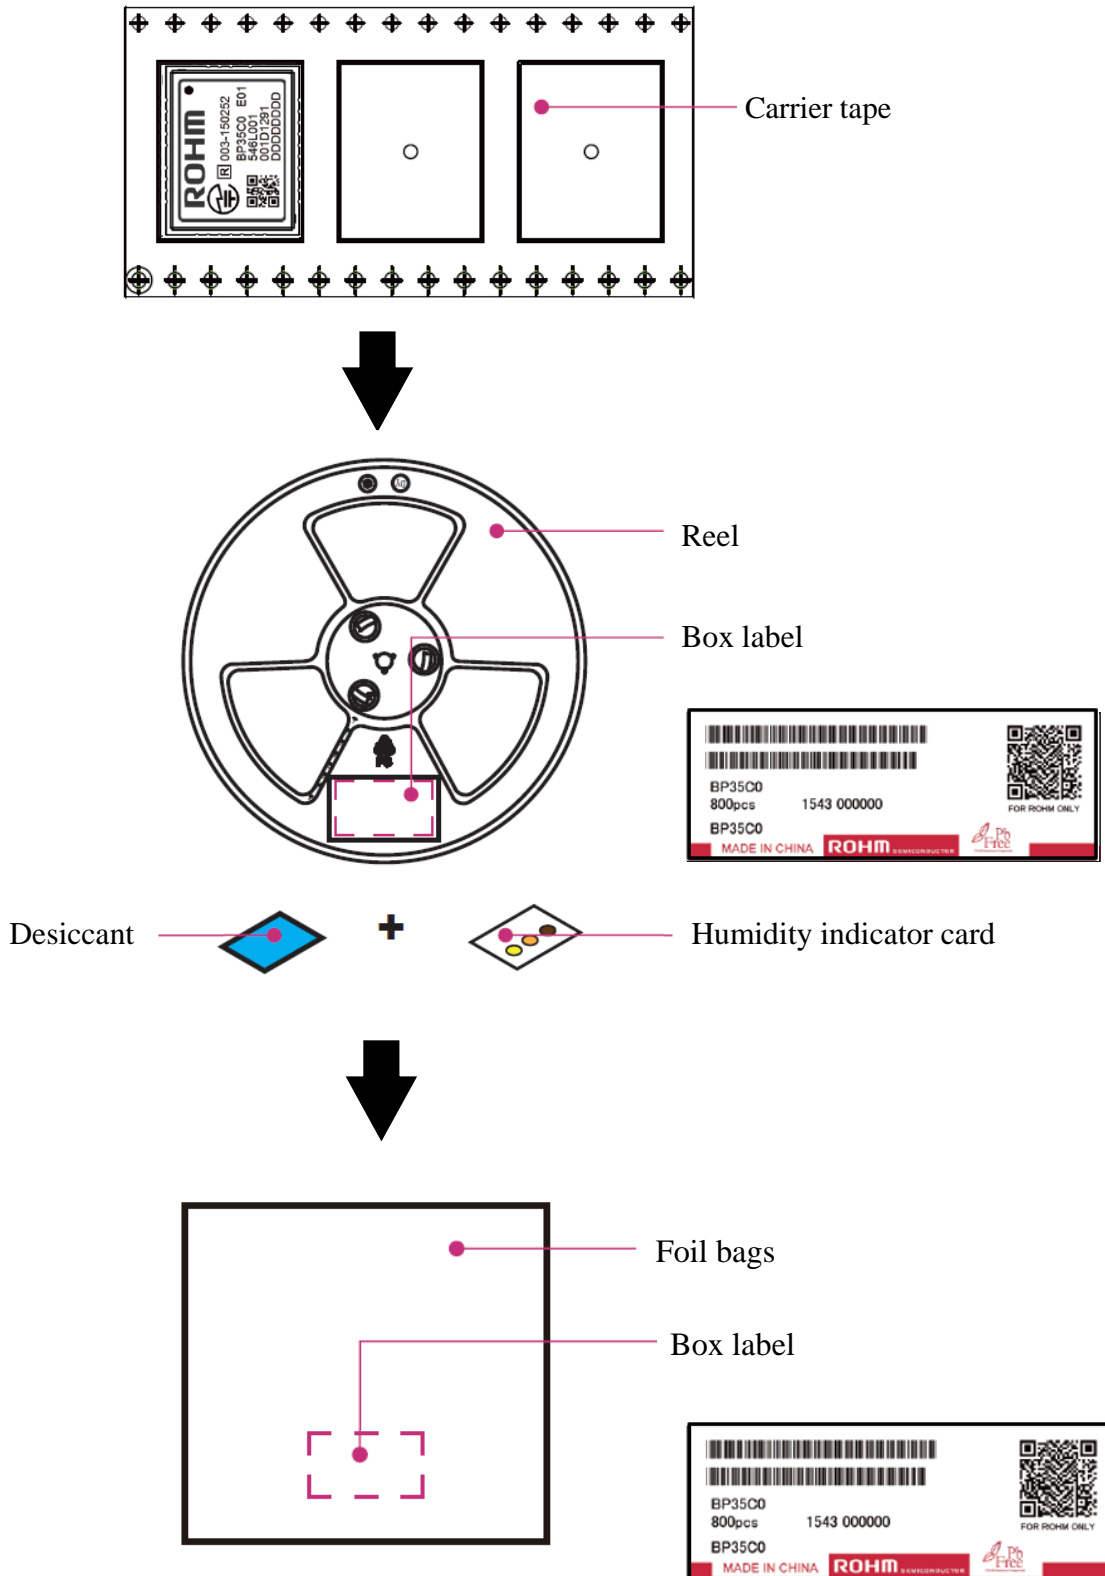 ROHM
R 003-150252
BP35C0 E01
546L001
001D1291
DDDDDDDD
Carrier tape
Reel
Box label
BP35C0
800pcs 1543 000000
FOR ROHM ONLY
BP35C0
MADE IN CHINA ROHM SEMICONDUCTOR
Pb
Free
Desiccant
+
Humidity indicator card
Foil bags
Box label
BP35C0
800pcs 1543 000000
FOR ROHM ONLY
BP35C0
MADE IN CHINA ROHM SEMICONDUCTOR
Pb
Free